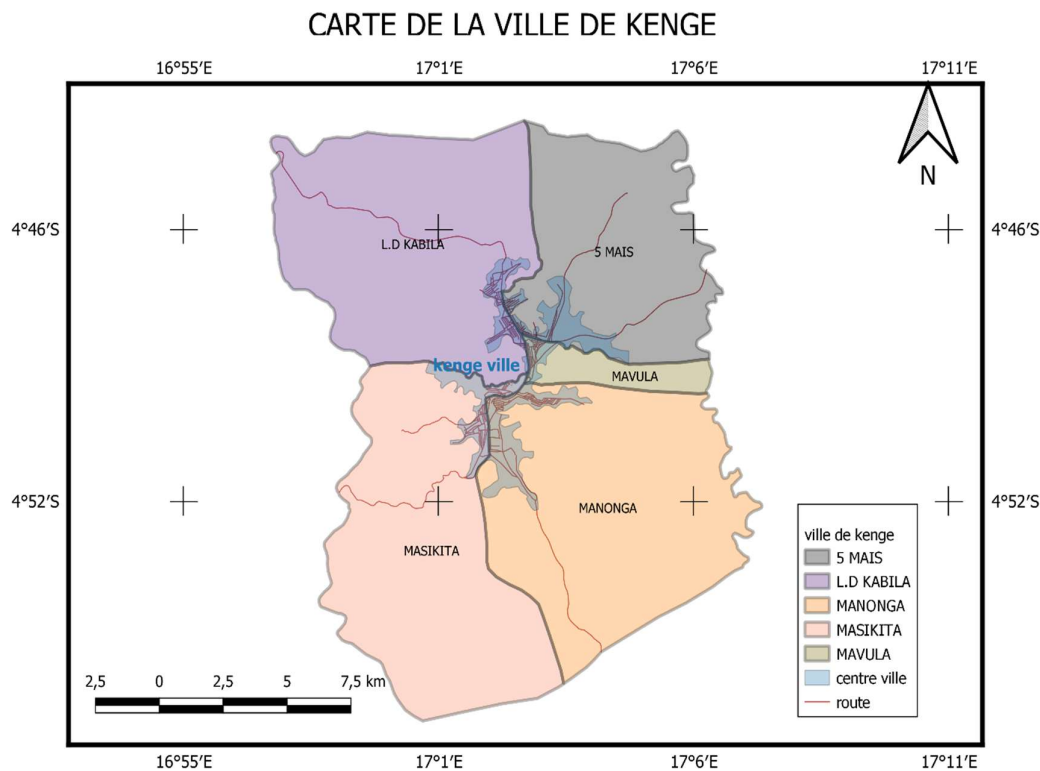 CARTE DE LA VILLE DE KENGE
16°55'E 17°1'E 17°6'E 17°11'E
N
4°46'S 4°46'S
L.D KABILA
5 MAIS
kenge ville
MAVULA
4°52'S 4°52'S
MANONGA
MASIKITA
ville de kenge
5 MAIS
L.D KABILA
MANONGA
MASIKITA
MAVULA
centre ville
route
2,5 0 2,5 5 7,5 km
16°55'E 17°1'E 17°6'E 17°11'E